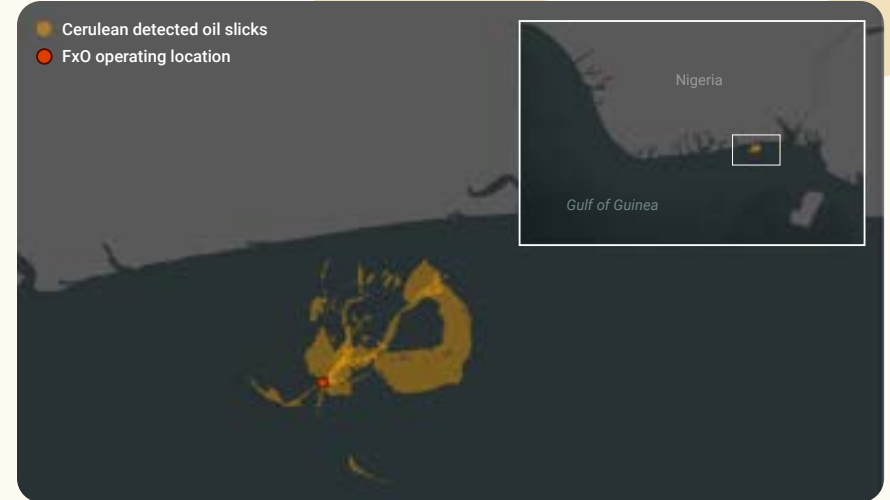 Cerulean detected oil slicks
FxO operating location
Nigeria
Gulf of Guinea